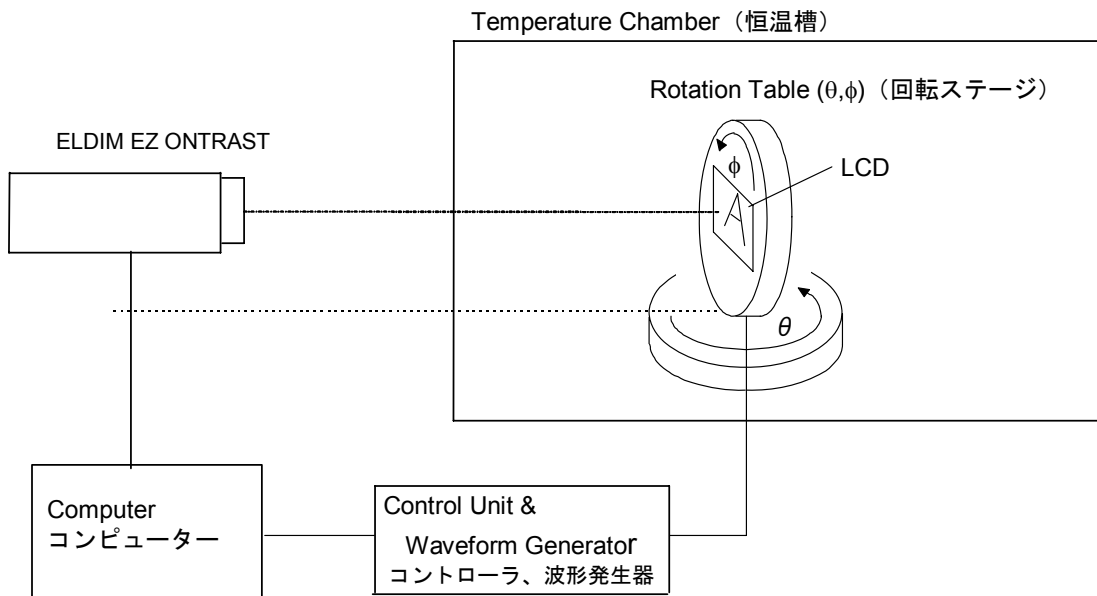 Temperature Chamber（恒温槽）
Rotation Table (θ,ϕ)（回転ステージ）
ELDIM EZ ONTRAST
ϕ
LCD
A
θ
Computer
コンピューター
Control Unit &
Waveform Generator
コントローラ、波形発生器